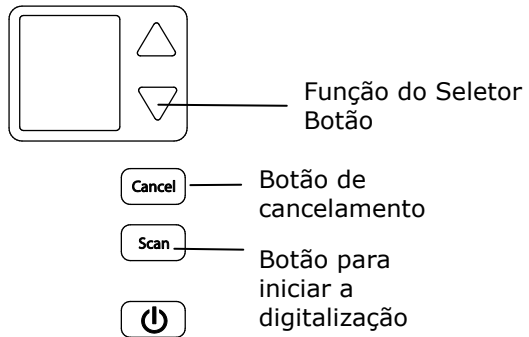 Função do Seletor
Botão
Cancel
Botão de
cancelamento
Scan
Botão para
iniciar a
digitalização